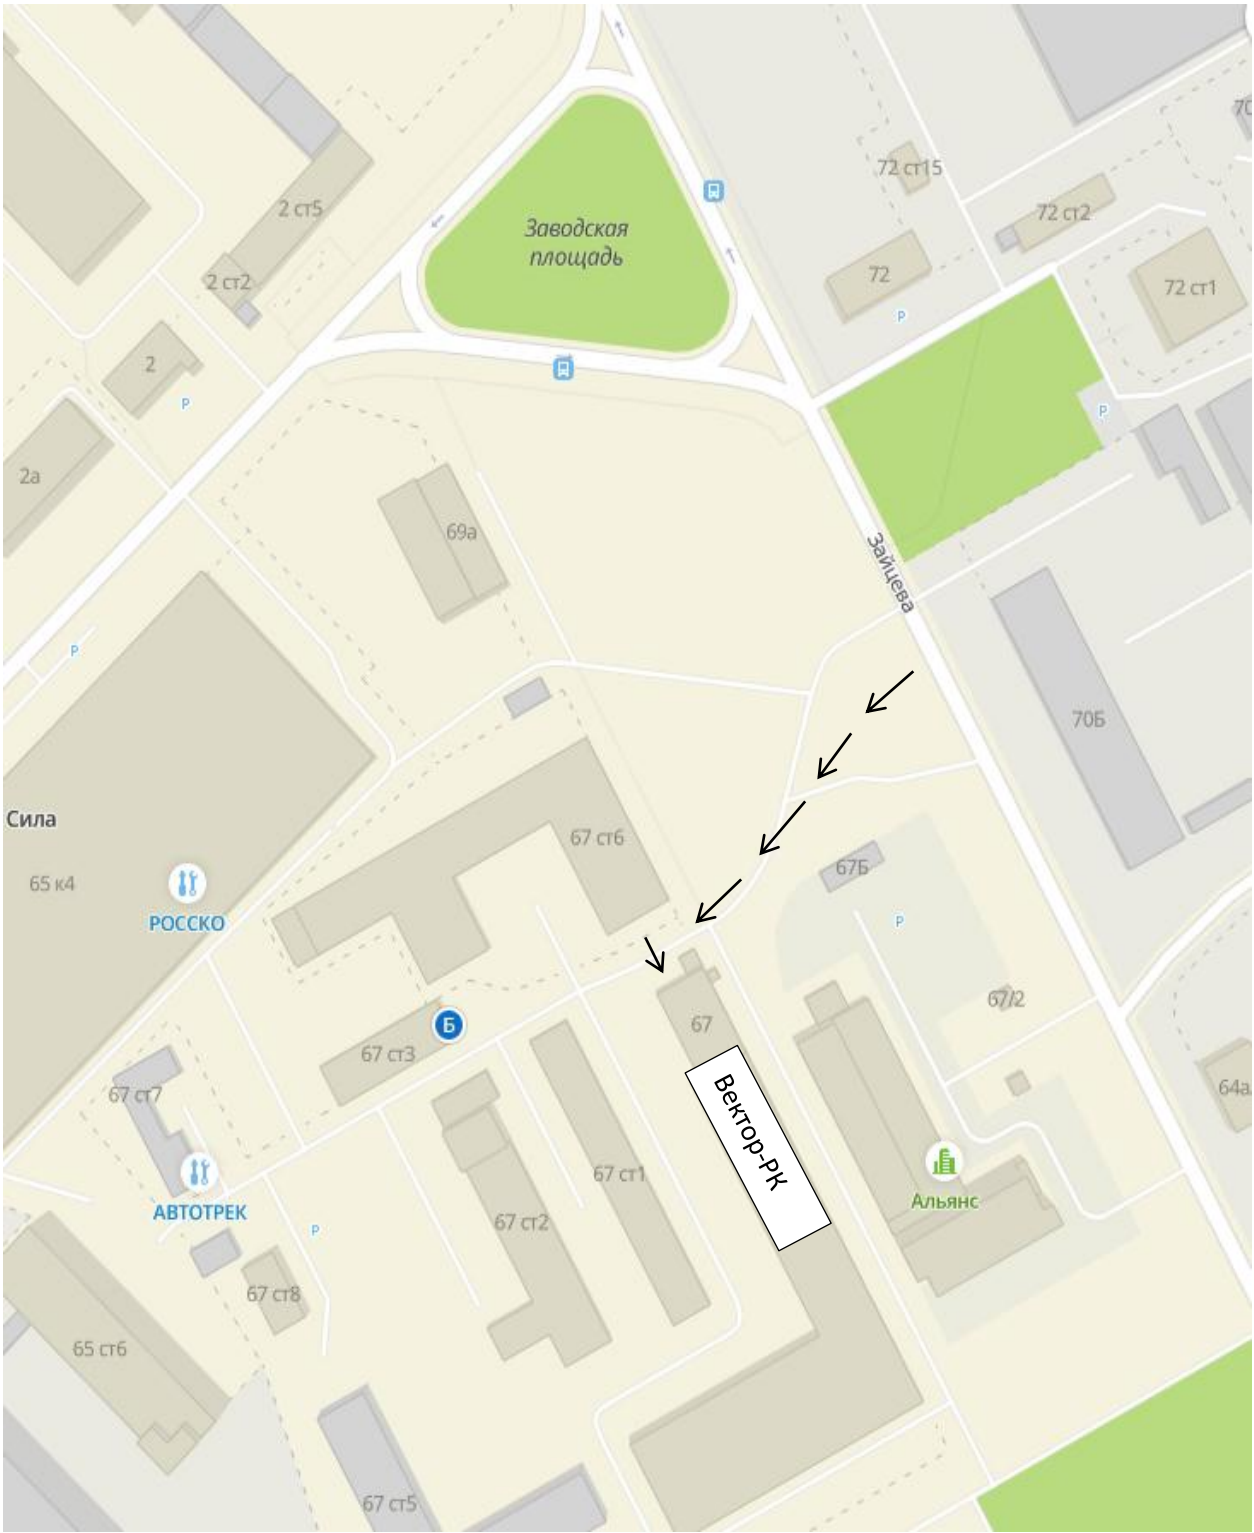 70
72 ст15
72 ст2
2 ст5
Заводская
площадь
2 ст2
72
72 ст1
P
2
P
P
2а
69а
Зайцева
P
70Б
Сила
67 ст6
65 к4
67Б
РОССКО
P
67/2
67
Б
67 ст3
67 ст7
64а
Вектор-РК
67 ст1
АВТОТРЕК
Альянс
67 ст2
P
67 ст8
65 ст6
67 ст5